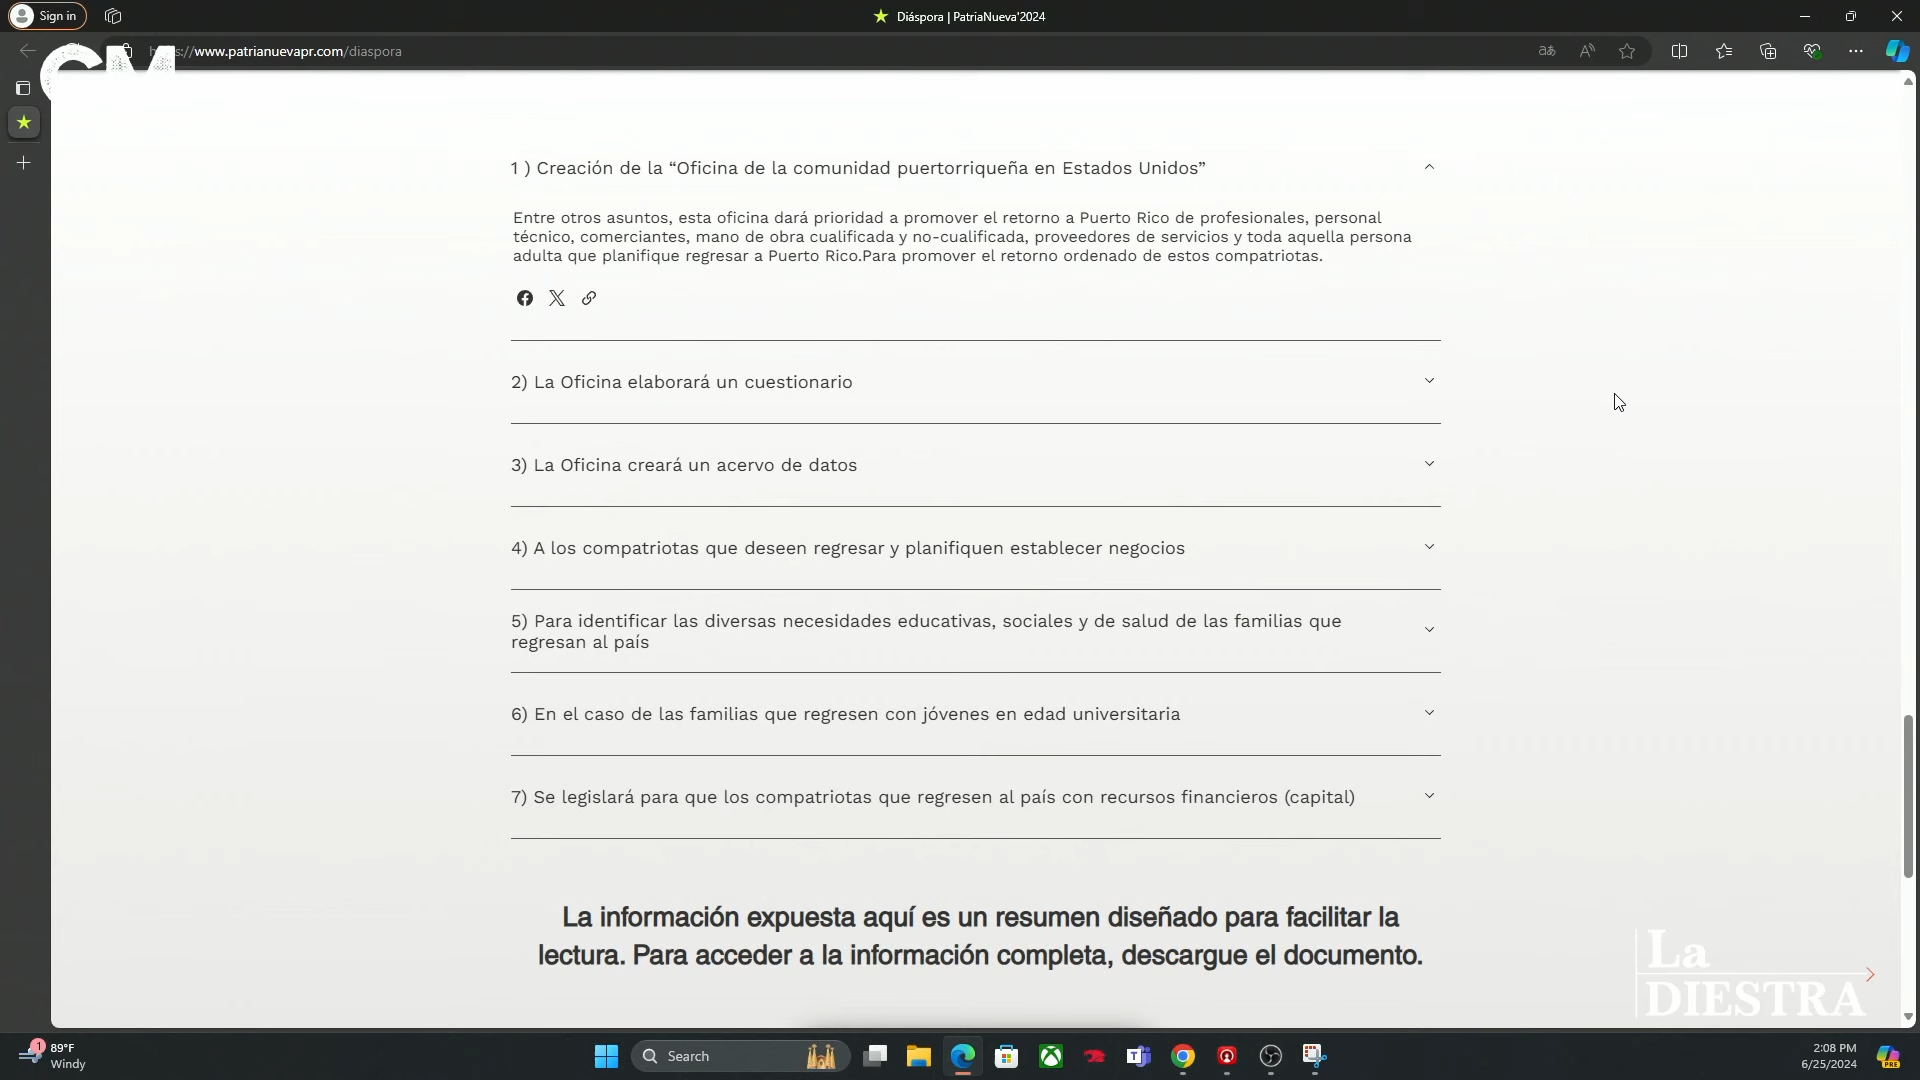 Sign in
Diáspora | PatriaNueva'2024
://www.patrianuevapr.com/diaspora
CM
1 ) Creación de la “Oficina de la comunidad puertorriqueña en Estados Unidos”
Entre otros asuntos, esta oficina dará prioridad a promover el retorno a Puerto Rico de profesionales, personal
técnico, comerciantes, mano de obra cualificada y no-cualificada, proveedores de servicios y toda aquella persona
adulta que planifique regresar a Puerto Rico.Para promover el retorno ordenado de estos compatriotas.
2) La Oficina elaborará un cuestionario
3) La Oficina creará un acervo de datos
4) A los compatriotas que deseen regresar y planifiquen establecer negocios
5) Para identificar las diversas necesidades educativas, sociales y de salud de las familias que
regresan al país
6) En el caso de las familias que regresen con jóvenes en edad universitaria
7) Se legislará para que los compatriotas que regresen al país con recursos financieros (capital)
La información expuesta aquí es un resumen diseñado para facilitar la
lectura. Para acceder a la información completa, descargue el documento.
La
DIESTRA
1
89°F
Windy
Search
2:08 PM
6/25/2024
PRE